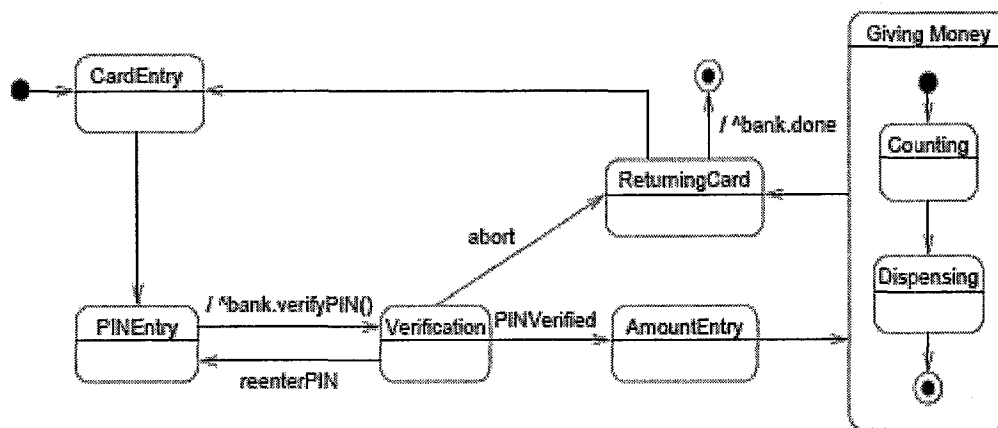 Giving Money
CardEntry
/ ^bank.done
Counting
ReturningCard
abort
Dispensing
/ ^bank.verifyPIN()
PINEntry
Verification
PINVerified
AmountEntry
reenterPIN